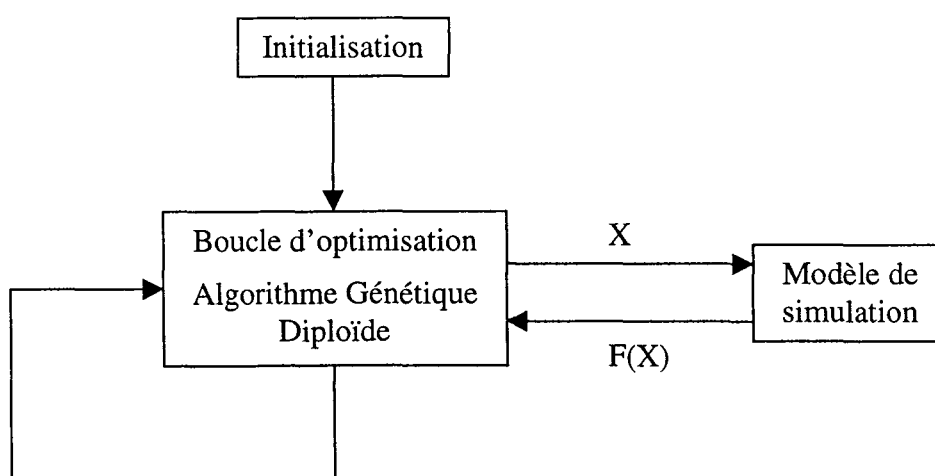 Initialisation
Boucle d'optimisation
Algorithme Génétique
Diploïde
X
F(X)
Modèle de
simulation